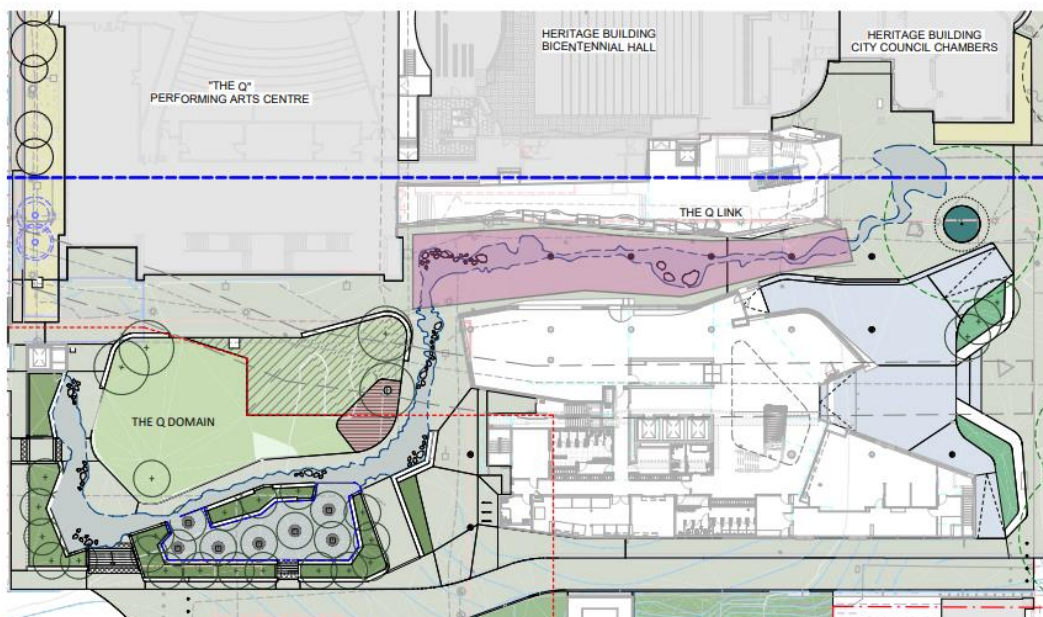 "THE Q"
PERFORMING ARTS CENTRE
HERITAGE BUILDING
BICENTENNIAL HALL
HERITAGE BUILDING
CITY COUNCIL CHAMBERS
THE Q LINK
THE Q DOMAIN